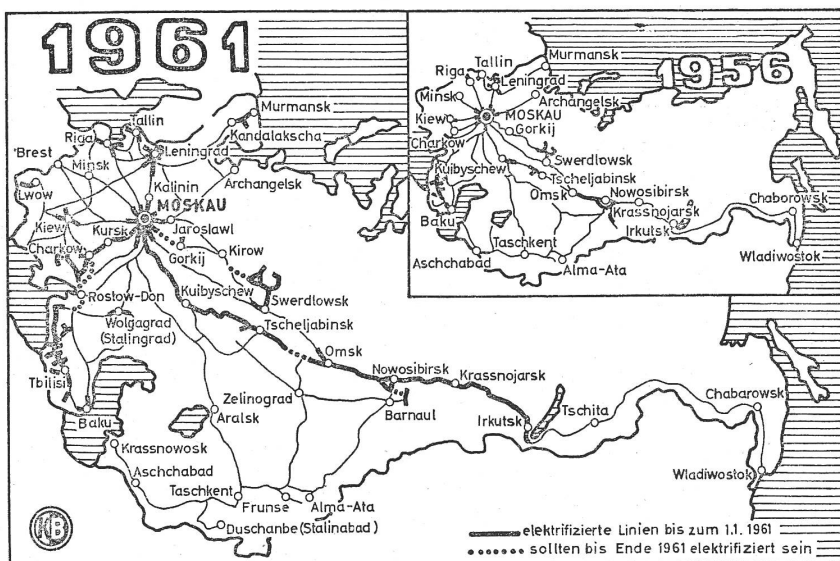 1961
Murmansk
Tallin
Kandalakscha
Riga
Leningrad
Brest
Minsk
Archangelsk
Lwow
Kalinin
MOSKAU
Kiew
Kursk
Jaroslawl
Charkow
Gorkij
Kirow
Rostow-Don
Kuibyschew
Swerdlowsk
Wolgagrad
(Stalingrad)
Tscheljabinsk
Omsk
Tbilisi
Nowosibirsk
Krassnojarsk
Zelinograd
Barnaul
Baku
Aralsk
Irkutsk
Tschita
Chabarowsk
Krassnowosk
Aschchabad
Wladiwostok
Taschkent
Frunse
Alma-Ata
Duschanbe (Stalinabad)
KB
elektrifizierte Linien bis zum 1.1. 1961
sollten bis Ende 1961 elektrifiziert sein
1956
Murmansk
Tallin
Riga
Leningrad
Minsk
Archangelsk
MOSKAU
Kiew
Gorkij
Charkow
Swerdlowsk
Kuibyschew
Tscheljabinsk
Omsk
Nowosibirsk
Krassnojarsk
Chaborowsk
Baku
Irkutsk
Taschkent
Wladiwostok
Aschchabad
Alma-Ata